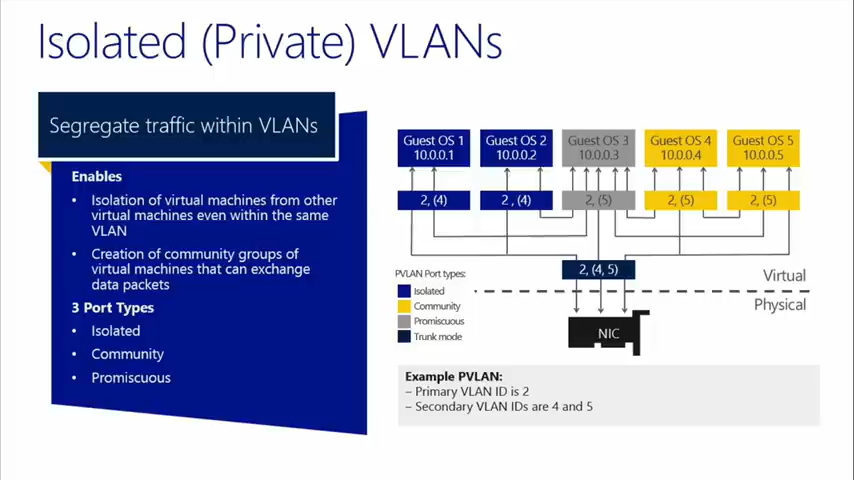 Isolated (Private) VLANs
Segregate traffic within VLANs
Enables
• Isolation of virtual machines from other
virtual machines even within the same
VLAN
• Creation of community groups of
virtual machines that can exchange
data packets
3 Port Types
• Isolated
• Community
• Promiscuous
Guest OS 1
10.0.0.1
Guest OS 2
10.0.0.2
Guest OS 3
10.0.0.3
Guest OS 4
10.0.0.4
Guest OS 5
10.0.0.5
2, (4)
2, (4)
2, (5)
2, (5)
2, (5)
2, (4, 5)
PVLAN Port types:
Isolated
Community
Promiscuous
Trunk mode
Virtual
Physical
NIC
Example PVLAN:
– Primary VLAN ID is 2
– Secondary VLAN IDs are 4 and 5